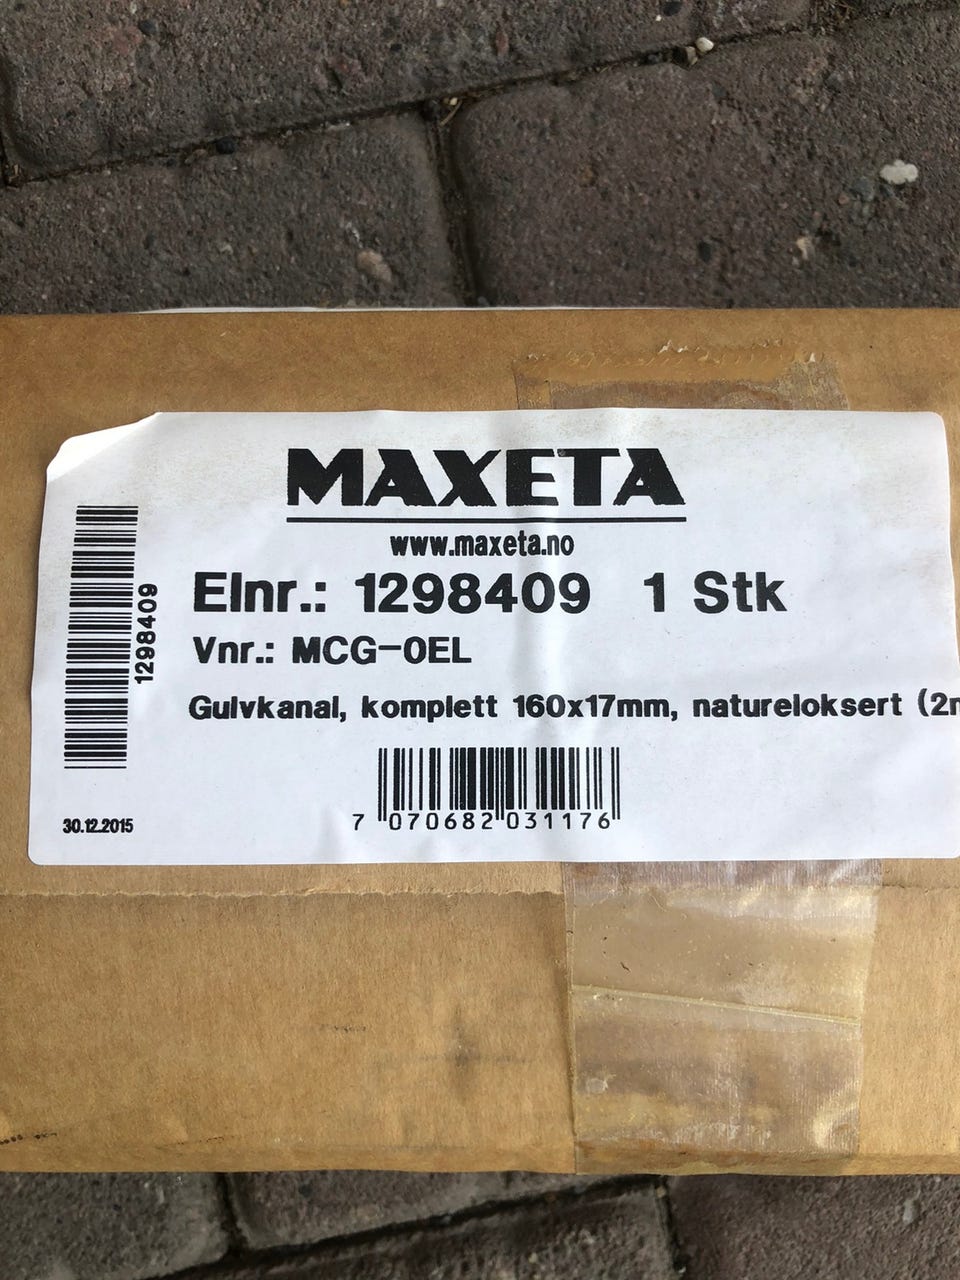 MAXETA
www.maxeta.no
Elnr.: 1298409 1 Stk
Vnr.: MCG-0EL
Gulvkanal, komplett 160x17mm, natureloksert (2m
1298409
7 070682 031176
30.12.2015